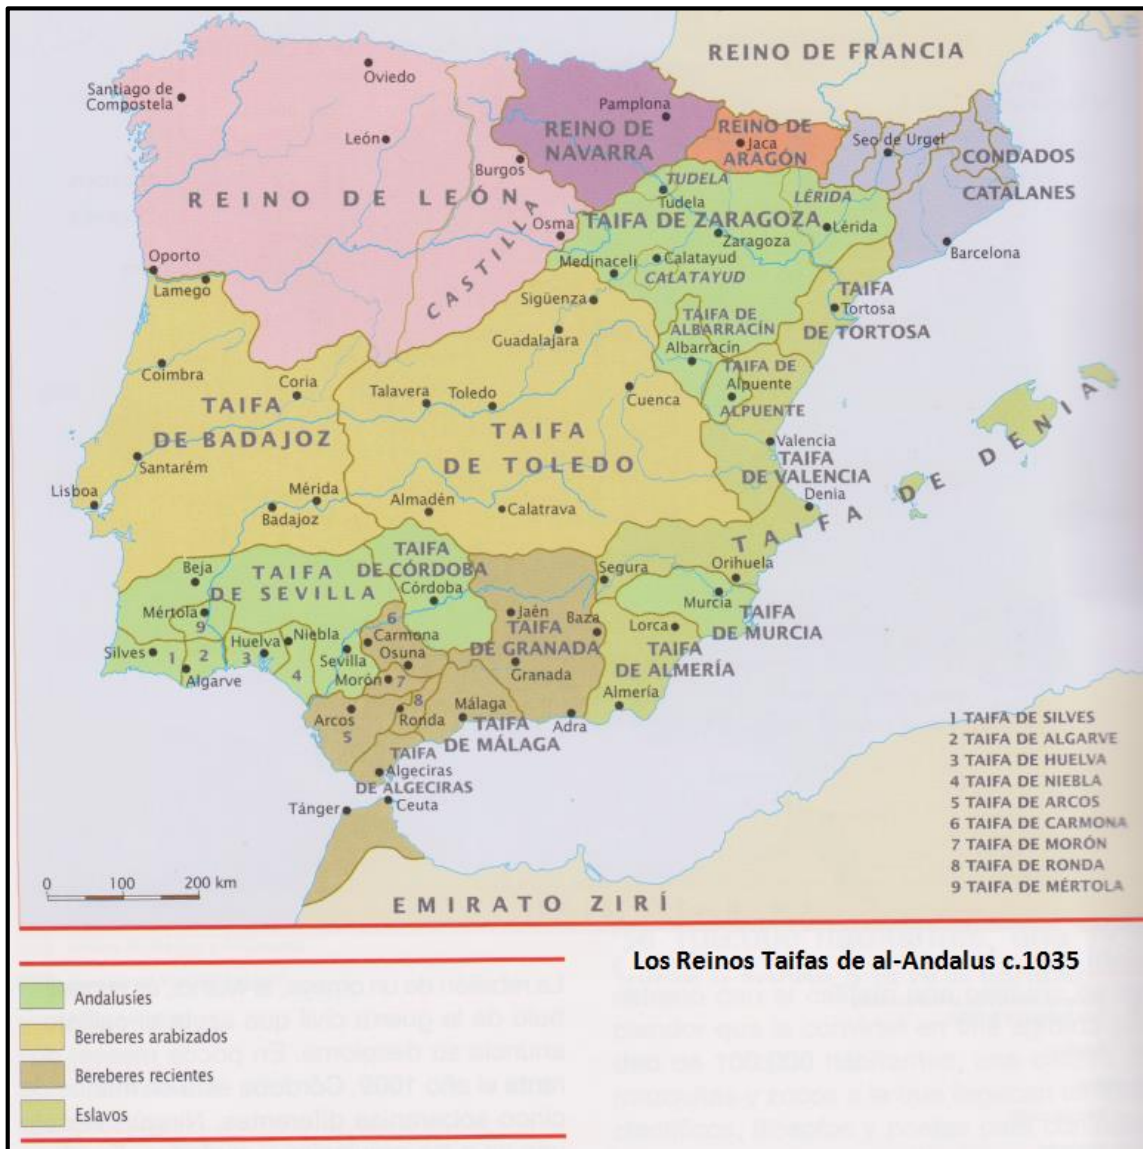 REINO DE FRANCIA
Oviedo
Santiago de
Compostela
León
Pamplona
REINO DE
NAVARRA
REINO DE
Jaca
ARAGÓN
Seo de Urgel
CONDADOS
CATALANES
Burgos
REINO DE LEÓN
CASTILLA
TUDELA
Tudela
LÉRIDA
TAIFA DE ZARAGOZA
Lérida
Zaragoza
Osma
Barcelona
Oporto
Lamego
Medinaceli
Calatayud
CALATAYUD
Sigüenza
TAIFA
Tortosa
DE TORTOSA
TAIFA DE
ALBARRACÍN
Albarracín
Guadalajara
Coimbra
Coria
Talavera
Toledo
Cuenca
TAIFA DE
Alpuente
ALPUENTE
TAIFA
DE BADAJOZ
TAIFA
DE TOLEDO
Valencia
TAIFA
DE VALENCIA
Denia
TAIFA DE DENIA
Santarém
Lisboa
Mérida
Badajoz
Almadén
Calatrava
Beja
TAIFA
DE SEVILLA
TAIFA
DE CÓRDOBA
Córdoba
Segura
Orihuela
Murcia
TAIFA
DE MURCIA
Mértola
9
Huelva
Niebla
6
Carmona
Osuna
Jaén
Baza
TAIFA
DE GRANADA
Granada
Lorca
TAIFA
DE ALMERÍA
Almería
Silves
1
2
3
4
Algarve
Sevilla
Morón
7
8
Arcos
5
Ronda
Málaga
TAIFA
DE MÁLAGA
Adra
TAIFA
Algeciras
DE ALGECIRAS
Ceuta
Tánger
1 TAIFA DE SILVES
2 TAIFA DE ALGARVE
3 TAIFA DE HUELVA
4 TAIFA DE NIEBLA
5 TAIFA DE ARCOS
6 TAIFA DE CARMONA
7 TAIFA DE MORÓN
8 TAIFA DE RONDA
9 TAIFA DE MÉRTOLA
0 100 200 km
EMIRATO ZIRÍ
Los Reinos Taifas de al-Andalus c.1035
Andalusíes
Bereberes arabizados
Bereberes recientes
Eslavos